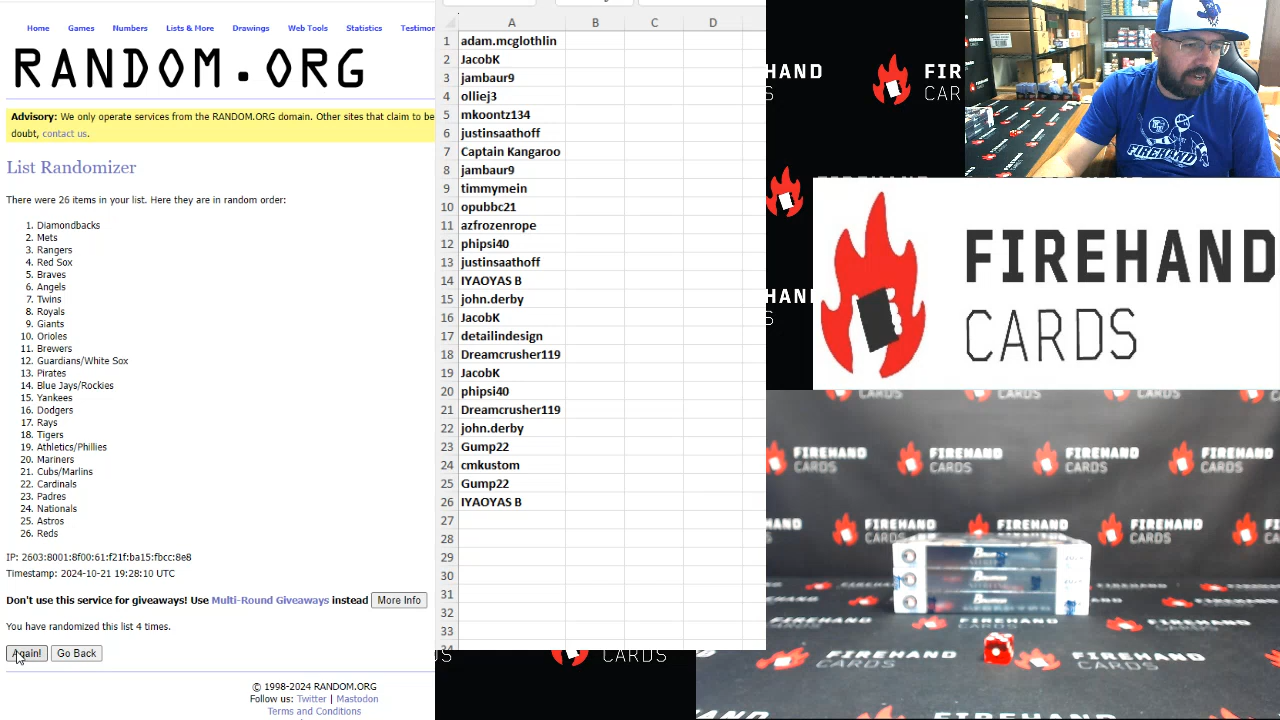 Home Games Numbers Lists & More Drawings Web Tools Statistics
RANDOM.ORG
Advisory: We only operate services from the RANDOM.ORG domain. Other sites that claim to be
doubt, contact us.
List Randomizer
There were 26 items in your list. Here they are in random order:
1. Diamondbacks
2. Mets
3. Rangers
4. Red Sox
5. Braves
6. Angels
7. Twins
8. Royals
9. Giants
10. Orioles
11. Brewers
12. Guardians/White Sox
13. Pirates
14. Blue Jays/Rockies
15. Yankees
16. Dodgers
17. Rays
18. Tigers
19. Athletics/Phillies
20. Mariners
21. Cubs/Marlins
22. Cardinals
23. Padres
24. Nationals
25. Astros
26. Reds
IP: 2603:8001:8f00:61:f21f:ba15:fbcc:8e8
Timestamp: 2024-10-21 19:28:10 UTC
Don't use this service for giveaways! Use Multi-Round Giveaways instead More Info
You have randomized this list 4 times.
Again! Go Back
© 1998-2024 RANDOM.ORG
Follow us: Twitter | Mastodon
Terms and Conditions
A B C D
1 adam.mcglothlin
2 JacobK
3 jambaur9
4 olliej3
5 mkoontz134
6 justinsaathoff
7 Captain Kangaroo
8 jambaur9
9 timmymein
10 opubbc21
11 azfrozenrope
12 phipsi40
13 justinsaathoff
14 IYAOYAS B
15 john.derby
16 JacobK
17 detailindesign
18 Dreamcrusher119
19 JacobK
20 phipsi40
21 Dreamcrusher119
22 john.derby
23 Gump22
24 cmkustom
25 Gump22
26 IYAOYAS B
27
28
29
30
31
32
33
34
FIREHAND
FIREHAND
CARDS
FIREHAND
CARDS
FIREHAND
CARDS
FIREHAND
CARDS
CARDS